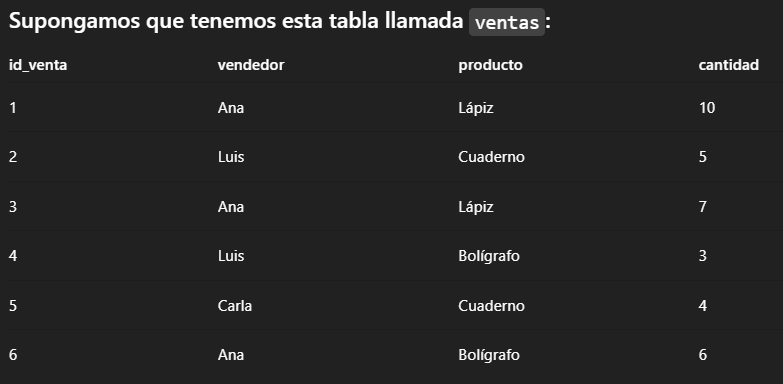 Supongamos que tenemos esta tabla llamada ventas:
id_venta vendedor producto cantidad
1 Ana Lápiz 10
2 Luis Cuaderno 5
3 Ana Lápiz 7
4 Luis Bolígrafo 3
5 Carla Cuaderno 4
6 Ana Bolígrafo 6